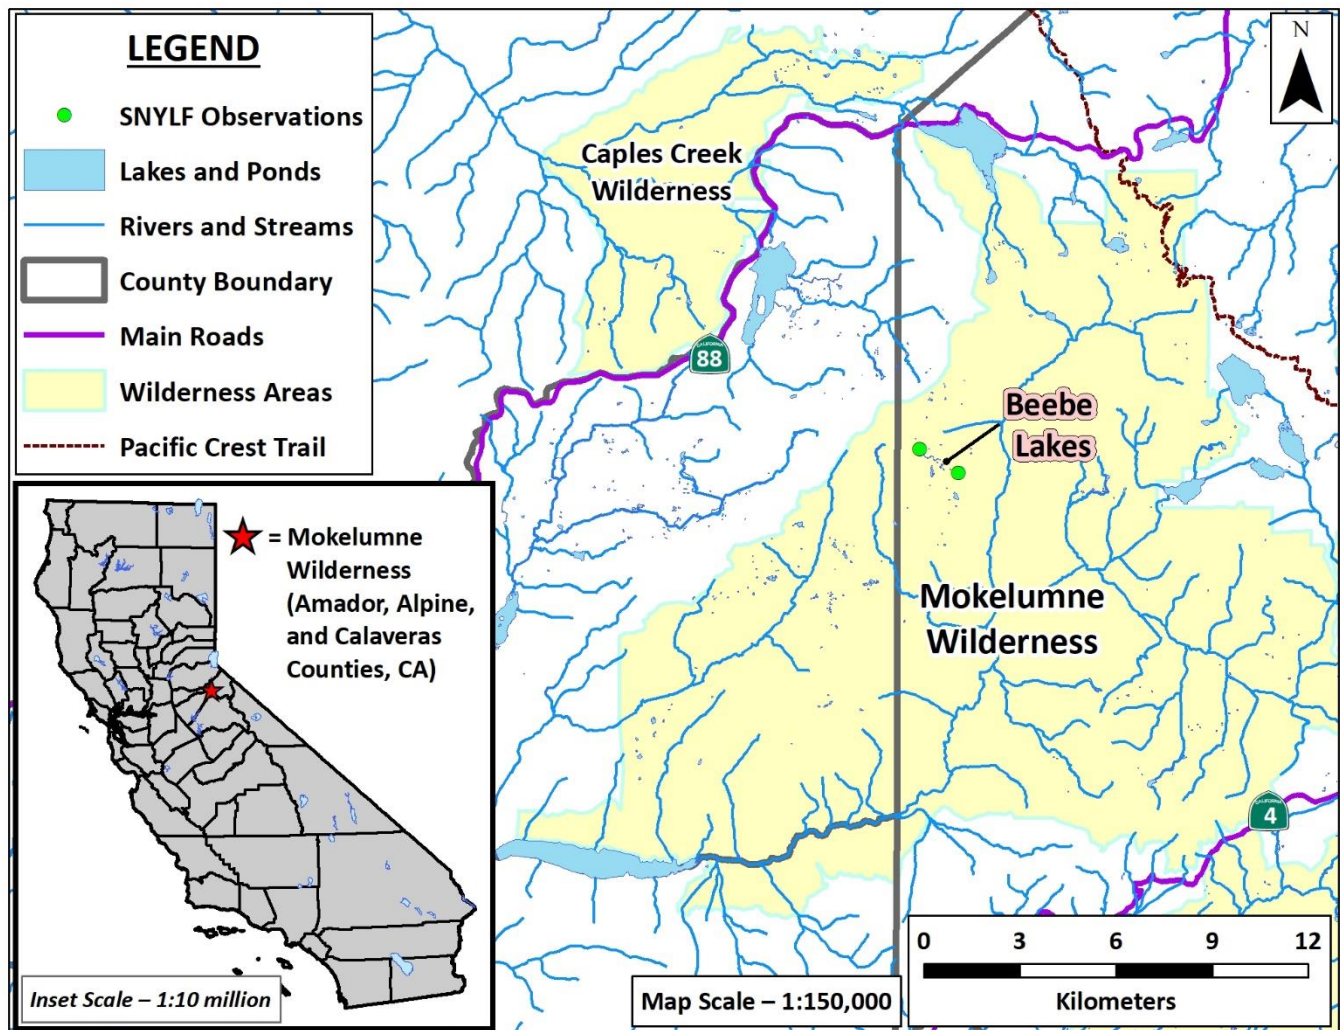 LEGEND
SNYLF Observations
Lakes and Ponds
Rivers and Streams
County Boundary
Main Roads
Wilderness Areas
Pacific Crest Trail
= Mokelumne
Wilderness
(Amador, Alpine,
and Calaveras
Counties, CA)
Inset Scale – 1:10 million
N
Caples Creek
Wilderness
CALIFORNIA
88
Beebe
Lakes
Mokelumne
Wilderness
CALIFORNIA
4
Map Scale – 1:150,000
0 3 6 9 12
Kilometers